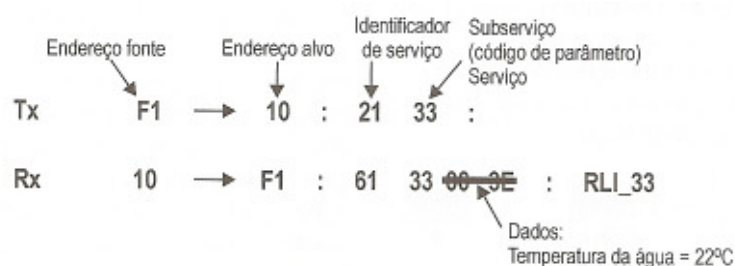 Endereço fonte
Endereço alvo
Identificador
de serviço
Subserviço
(código de parâmetro)
Serviço
Tx F1 → 10 : 21 33 :
Rx 10 → F1 : 61 33 00 3E : RLI_33
Dados:
Temperatura da água = 22ºC